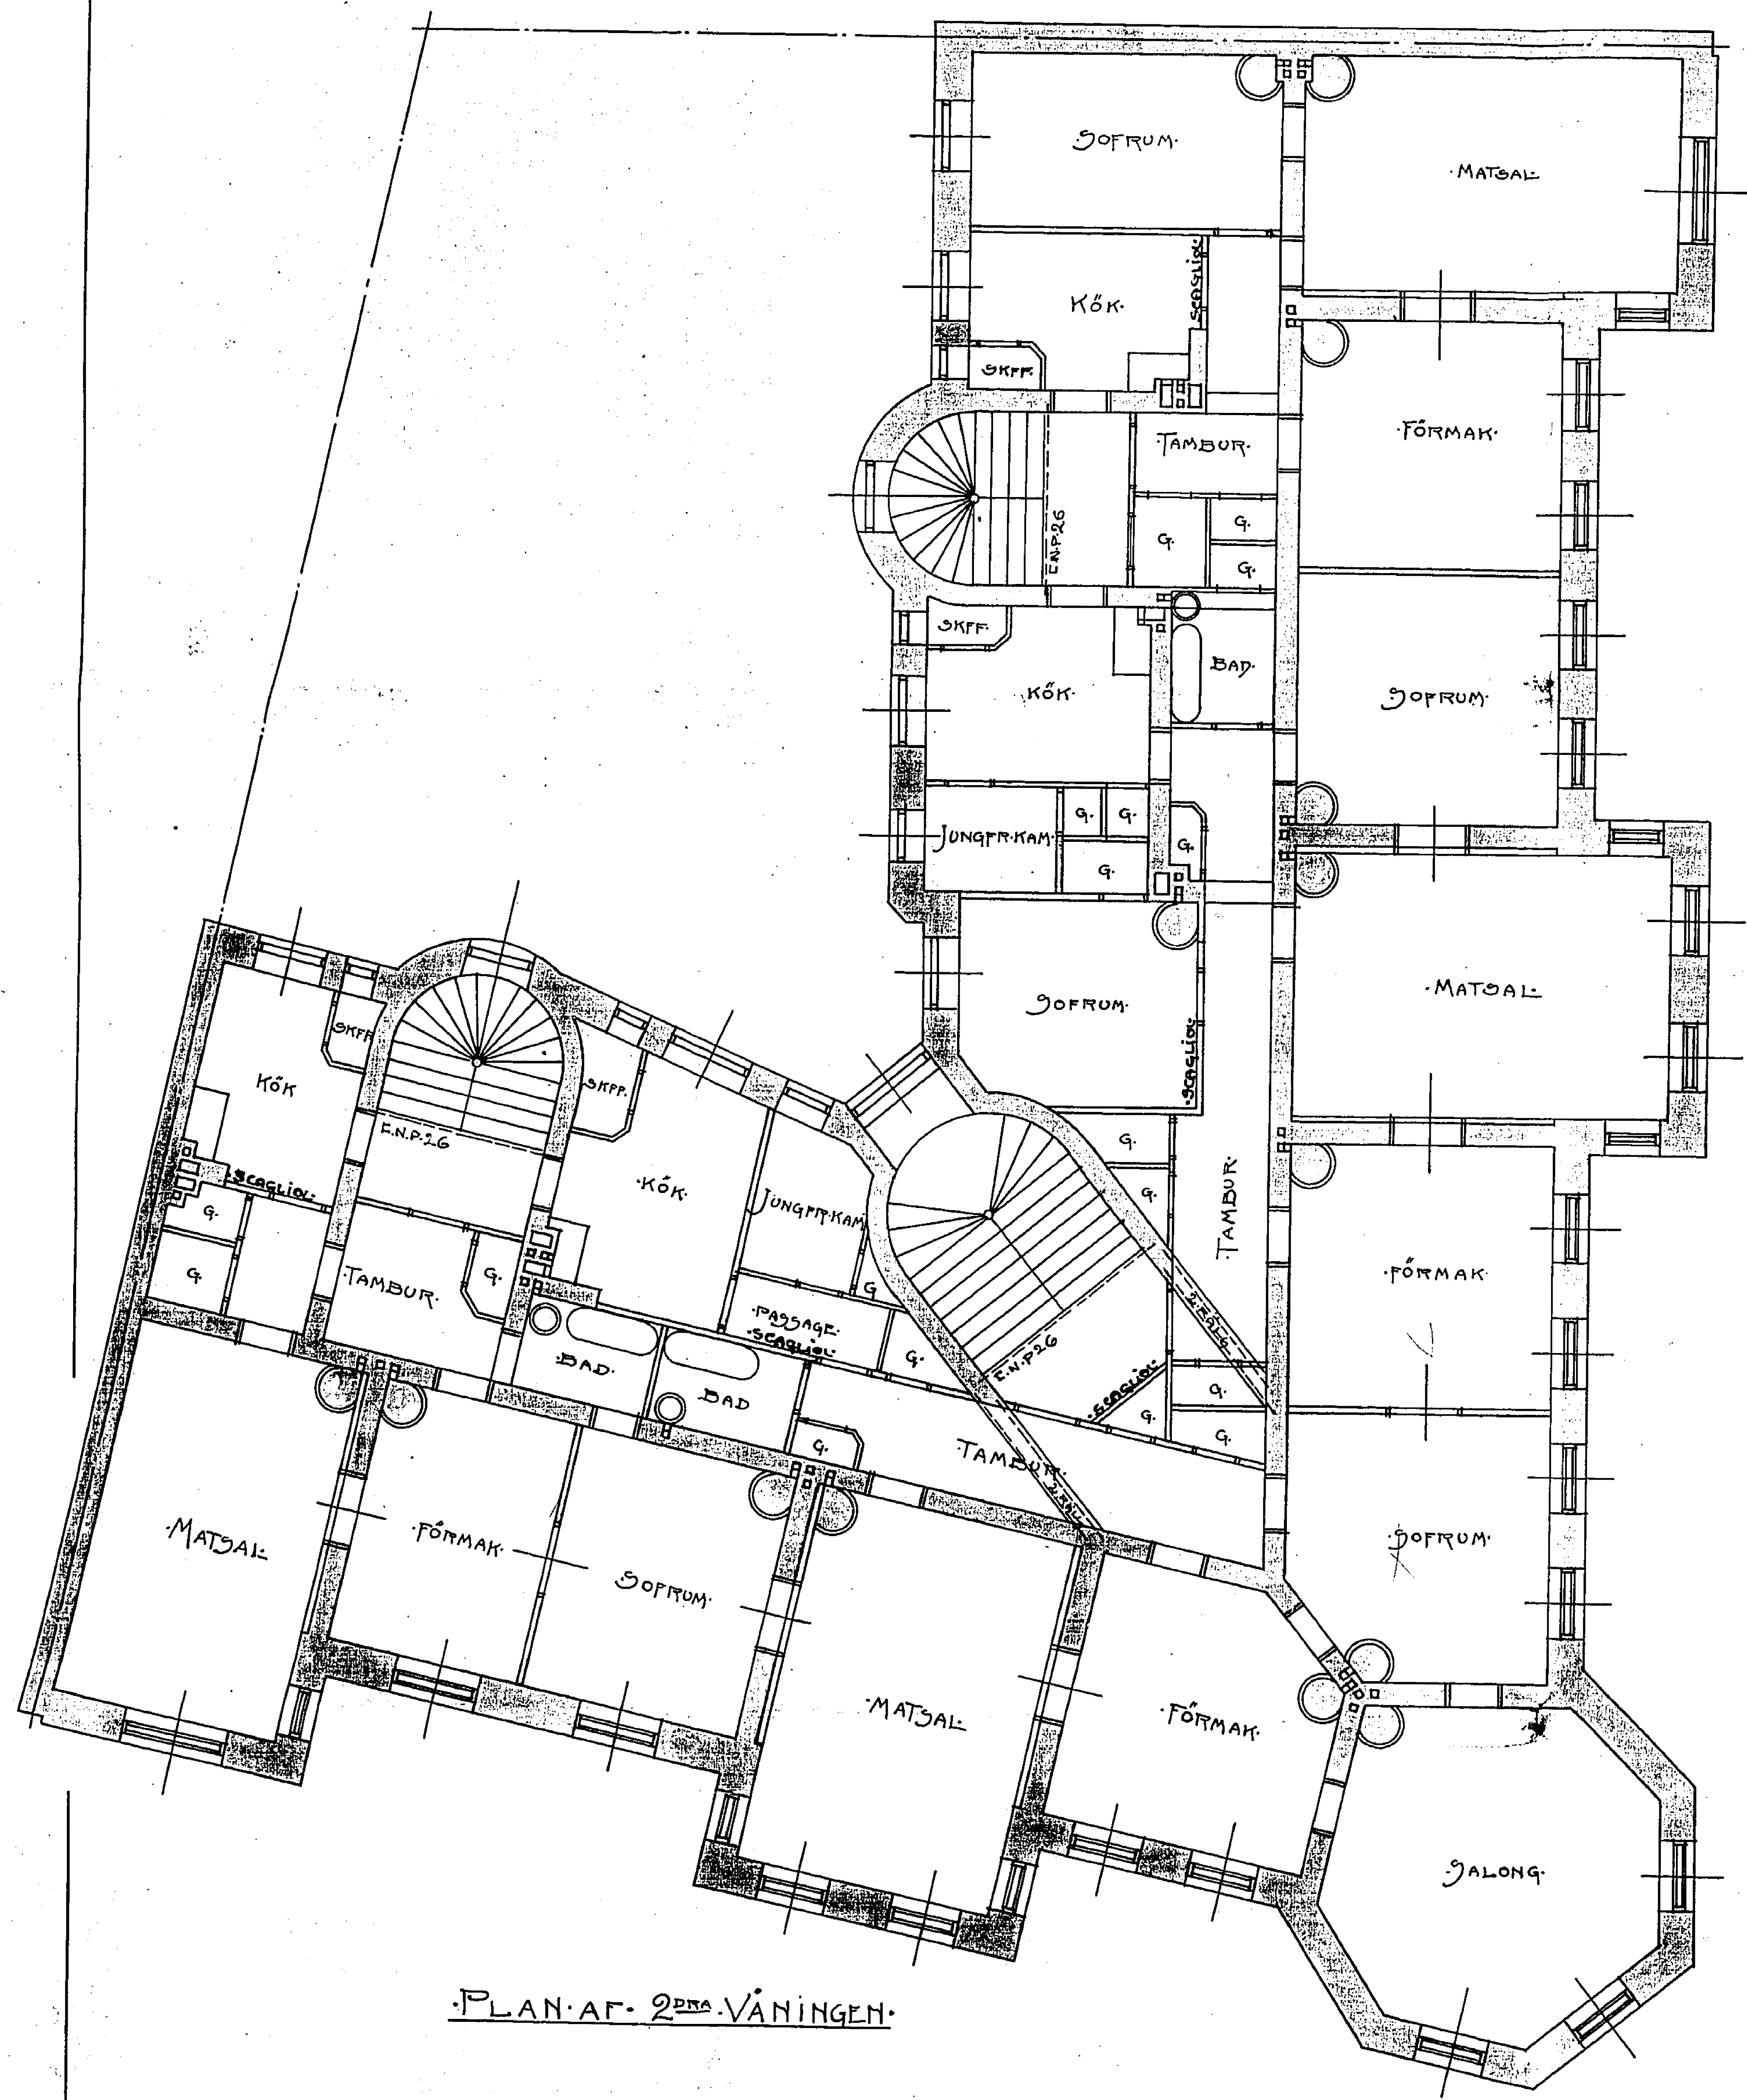 ·SOFRUM·
·MATSAL·
SCAGLIOL·
KÖK·
SKFF·
·FÖRMAK·
·TAMBUR·
G.
G.
G.
E.N.P.26
SKFF·
BAD·
KÖK·
SOFRUM·
JUNGFR·KAM·
G.
G.
G.
G.
·MATSAL·
SOFRUM·
·SCAGLIOL·
SKFF
KÖK
SKFF·
E.N.P·26
·KÖK·
G.
G.
·TAMBUR·
·SCAGLIOL·
G.
G.
·TAMBUR·
G.
JUNGFR·KAM
G
·PASSAGE·
·SCAGLIOL·
·FÖRMAK·
G.
E.N.P26
·SCAGLIOL·
G.
G.
G.
·BAD·
BAD
G.
TAMBUR·
·MATSAL·
·FÖRMAK·
SOFRUM·
·SOFRUM·
·MATSAL·
·FÖRMAK·
·SALONG·
·PLAN·AF· 2DRA·VÅNINGEN·